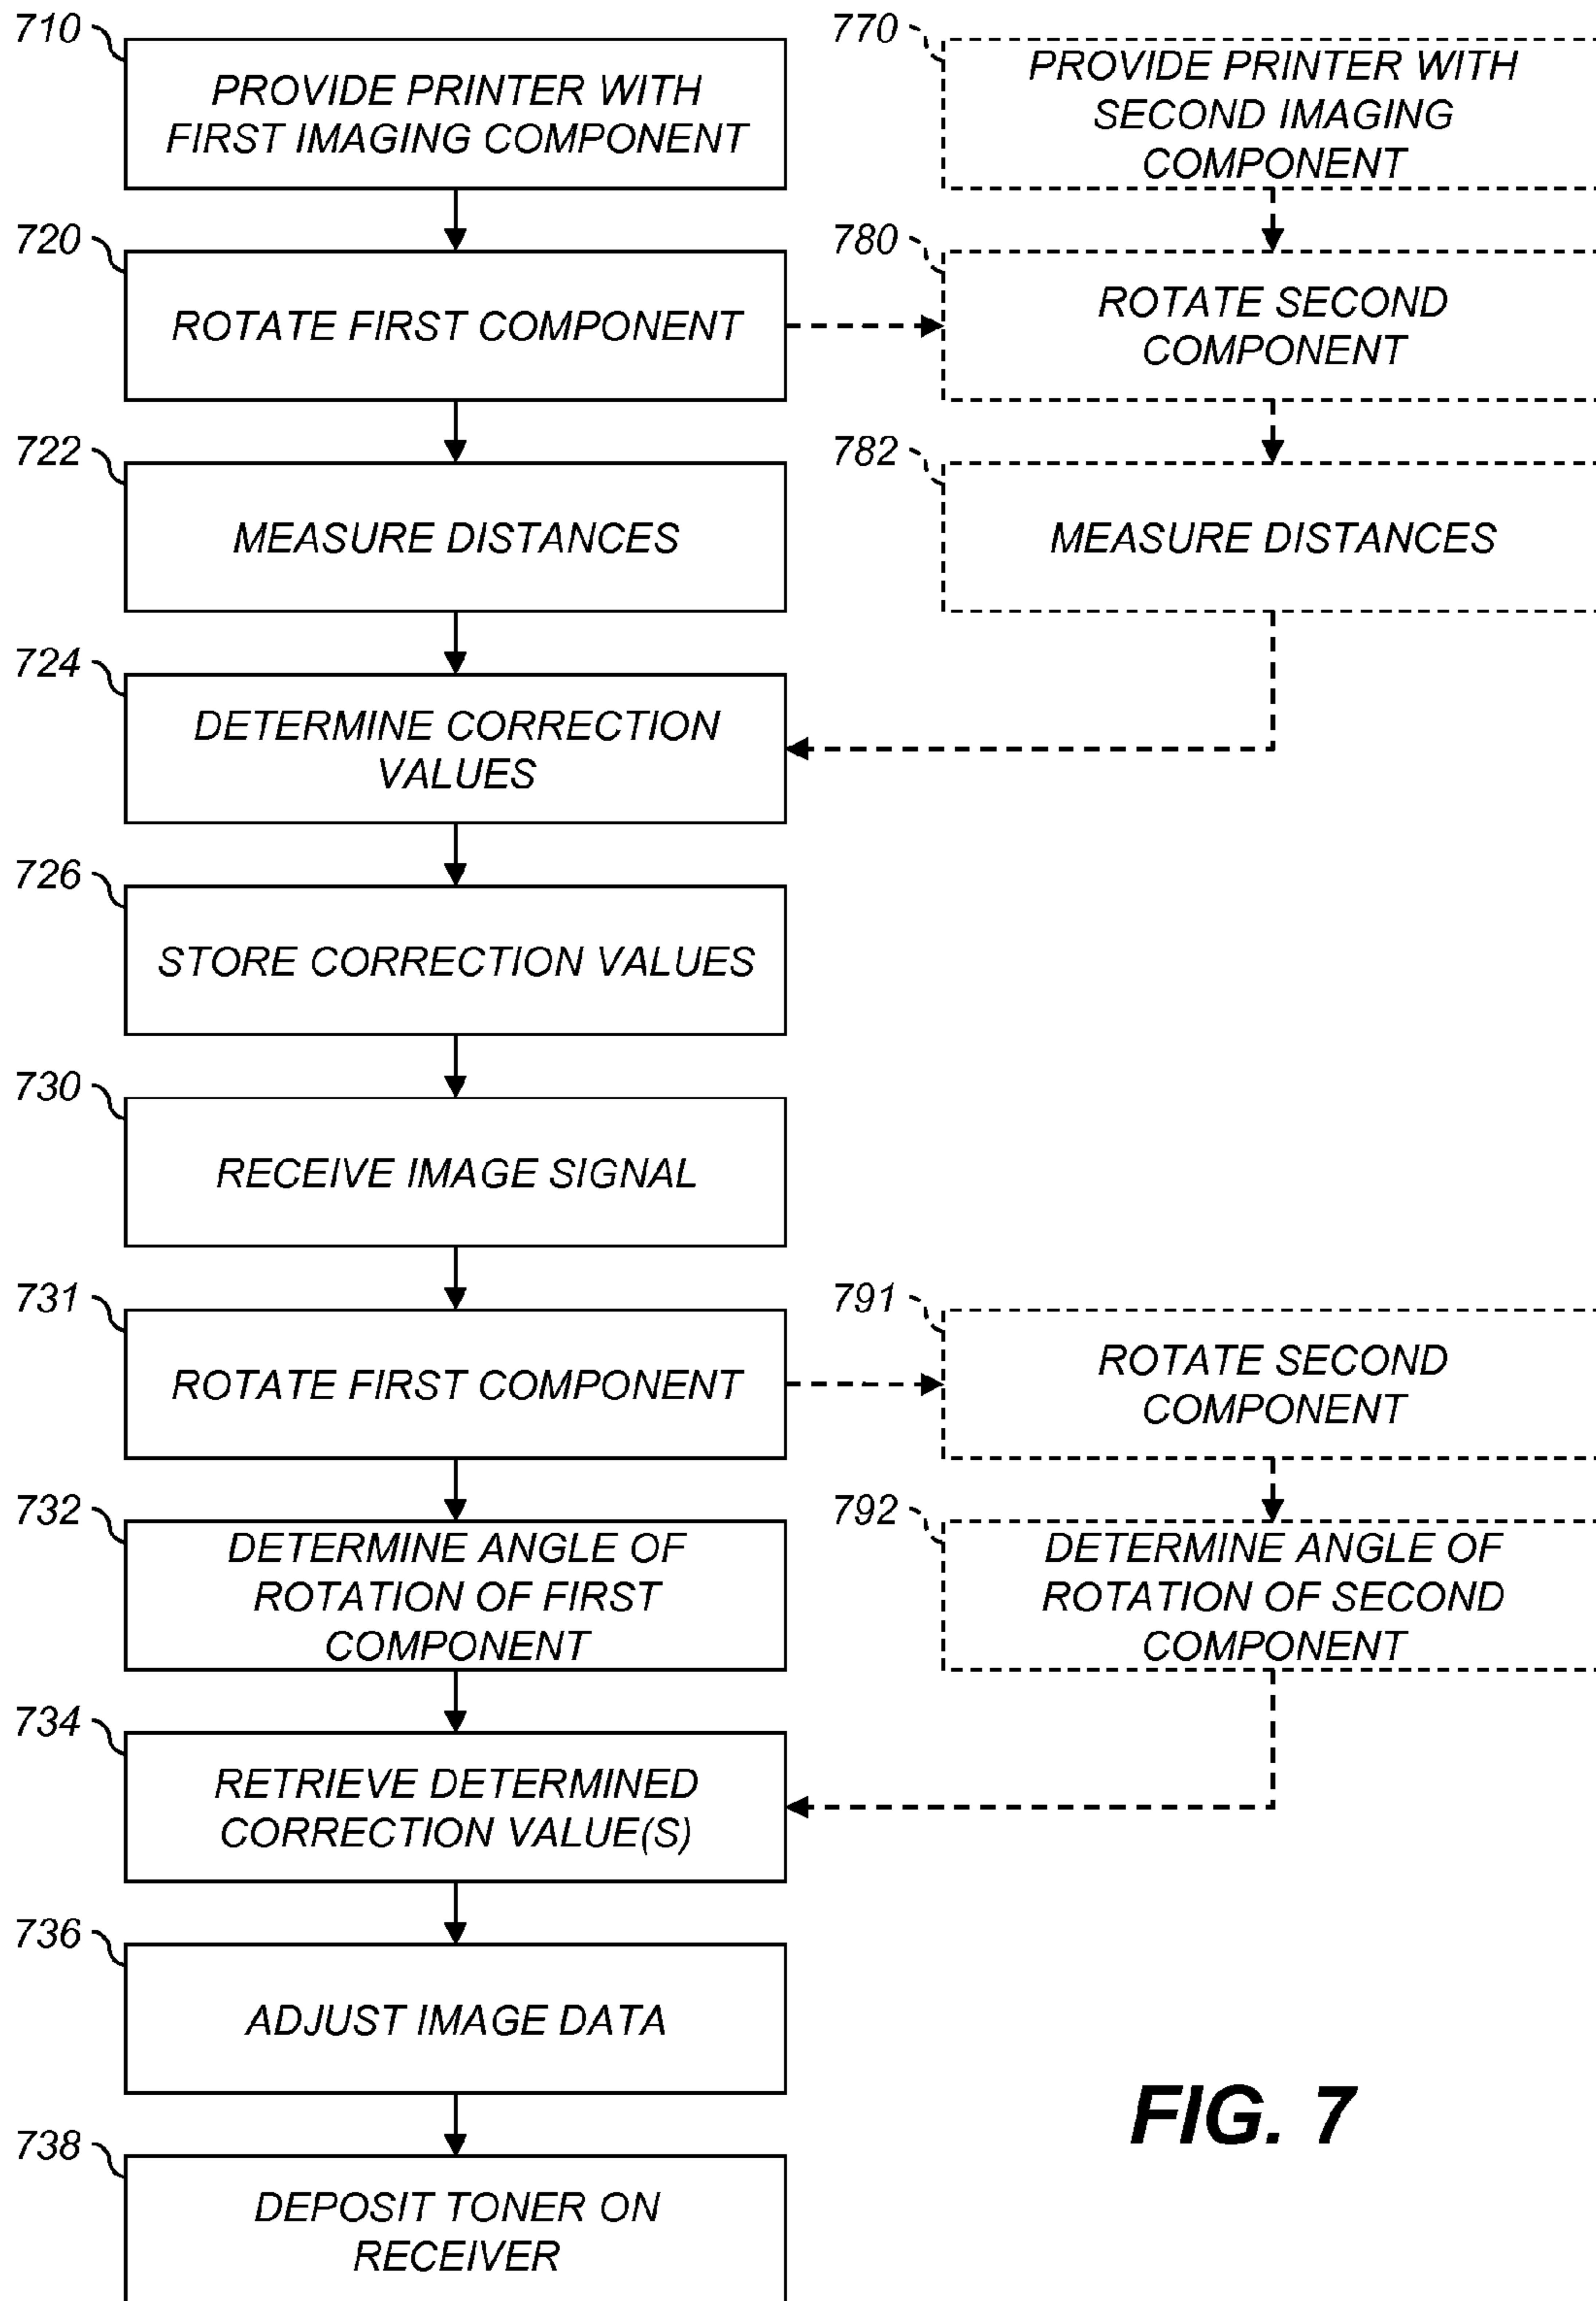 710
PROVIDE PRINTER WITH
FIRST IMAGING COMPONENT
770
PROVIDE PRINTER WITH
SECOND IMAGING
COMPONENT
720
ROTATE FIRST COMPONENT
780
ROTATE SECOND
COMPONENT
722
MEASURE DISTANCES
782
MEASURE DISTANCES
724
DETERMINE CORRECTION
VALUES
726
STORE CORRECTION VALUES
730
RECEIVE IMAGE SIGNAL
731
ROTATE FIRST COMPONENT
791
ROTATE SECOND
COMPONENT
732
DETERMINE ANGLE OF
ROTATION OF FIRST
COMPONENT
792
DETERMINE ANGLE OF
ROTATION OF SECOND
COMPONENT
734
RETRIEVE DETERMINED
CORRECTION VALUE(S)
736
ADJUST IMAGE DATA
738
DEPOSIT TONER ON
RECEIVER
FIG. 7